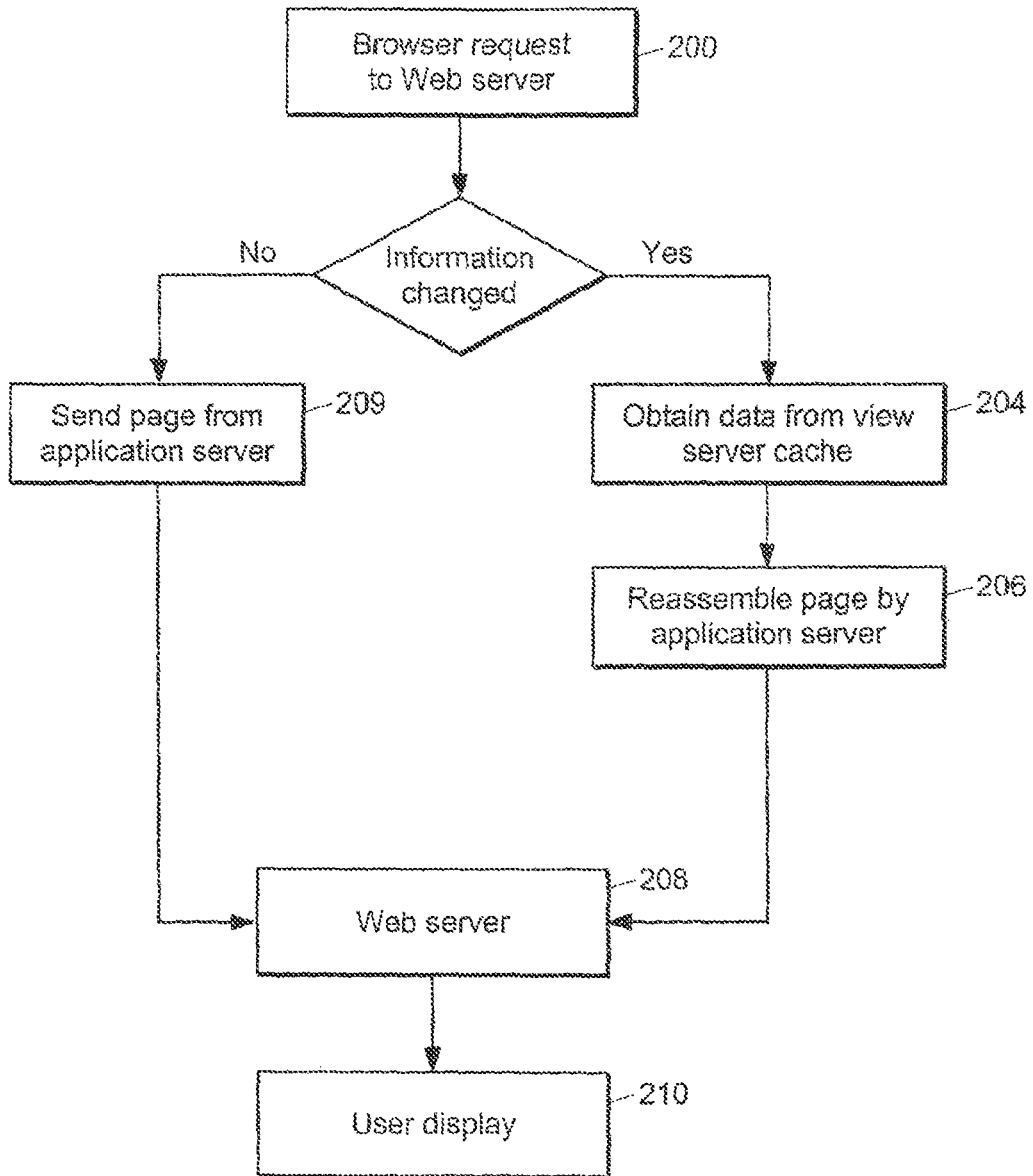 Browser request
to Web server
200
Information
changed
No
Yes
Send page from
application server
209
Obtain data from view
server cache
204
Reassemble page by
application server
206
Web server
208
User display
210